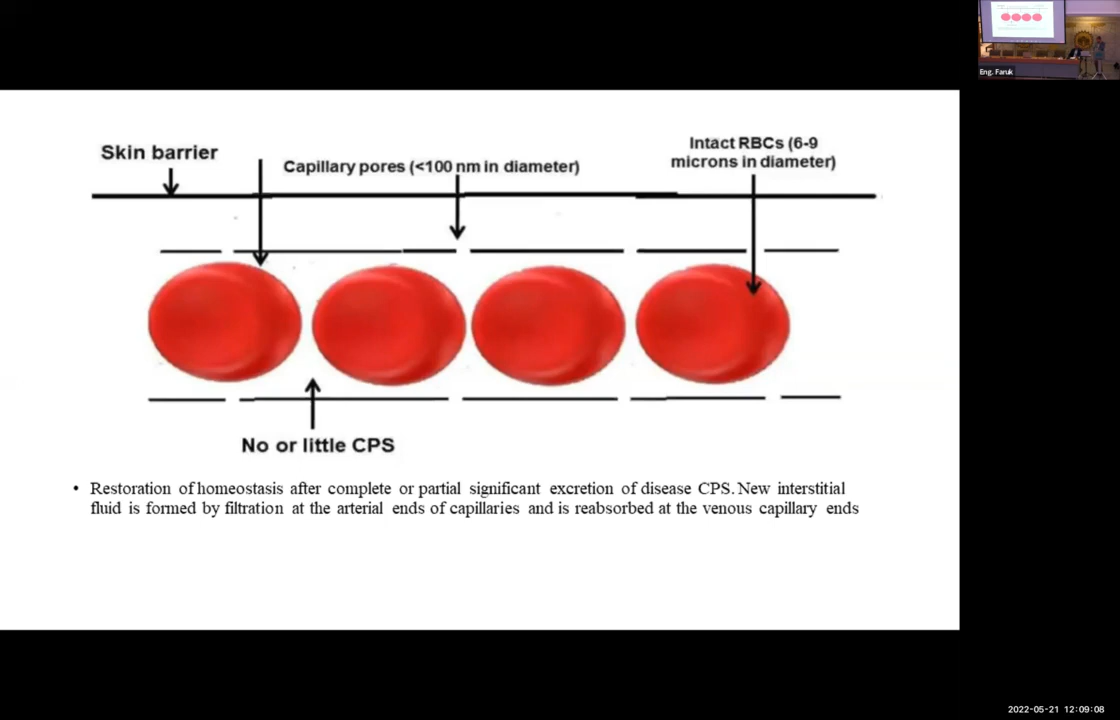 Eng. Faruk
Skin barrier
Capillary pores (<100 nm in diameter)
Intact RBCs (6-9
microns in diameter)
No or little CPS
• Restoration of homeostasis after complete or partial significant excretion of disease CPS. New interstitial
fluid is formed by filtration at the arterial ends of capillaries and is reabsorbed at the venous capillary ends
2022-05-21 12:09:08